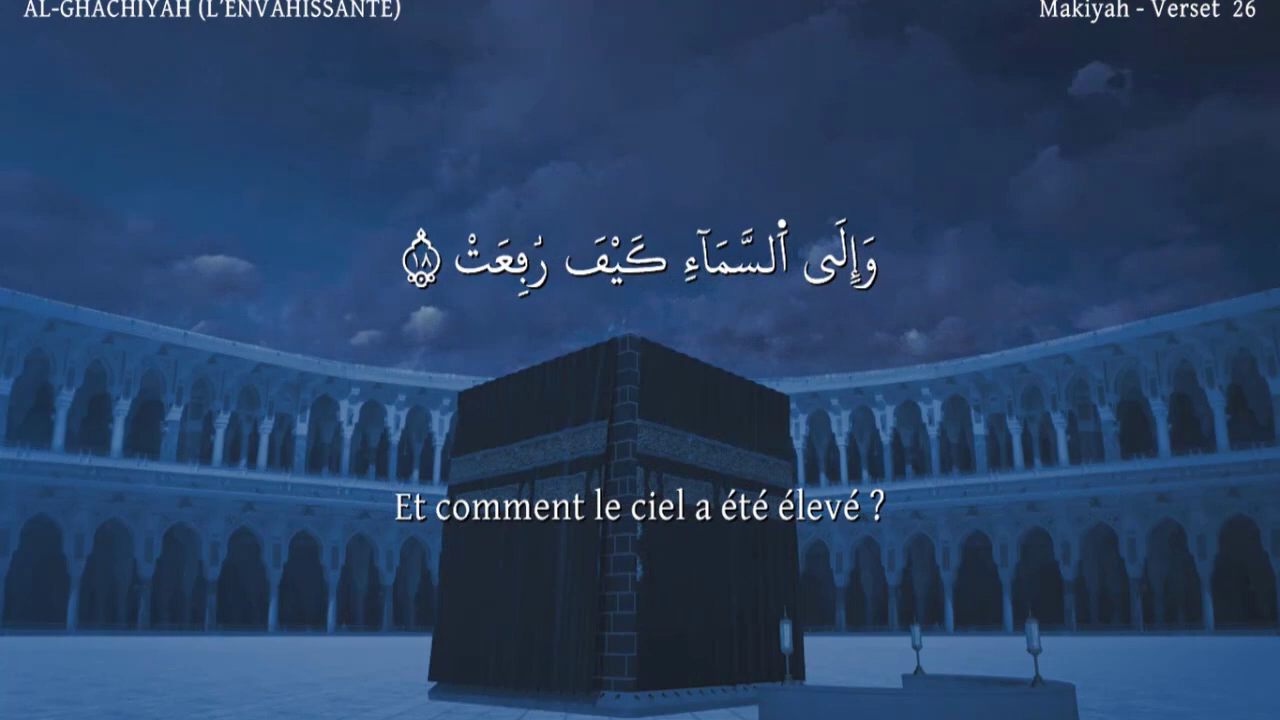 AL-GHACHIYAH (L'ENVAHISSANTE)
Makiyah - Verset 26
وَإِلَى ٱلسَّمَآءِ كَيْفَ رُفِعَتْ ۝١٨
Et comment le ciel a été élevé ?